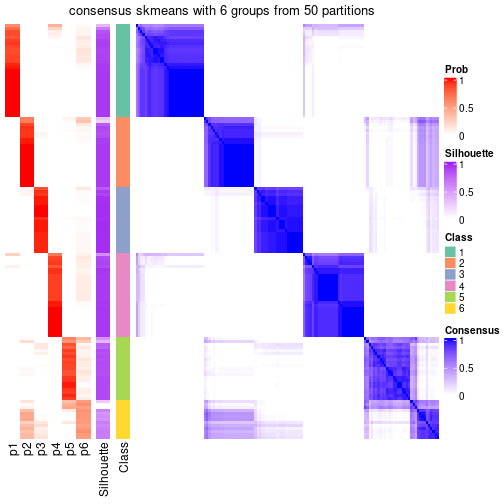 consensus skmeans with 6 groups from 50 partitions
Prob
1
0.5
0
Silhouette
1
0.5
0
Class
1
2
3
4
5
6
Consensus
1
0.5
0
p1
p2
p3
p4
p5
p6
Silhouette
Class